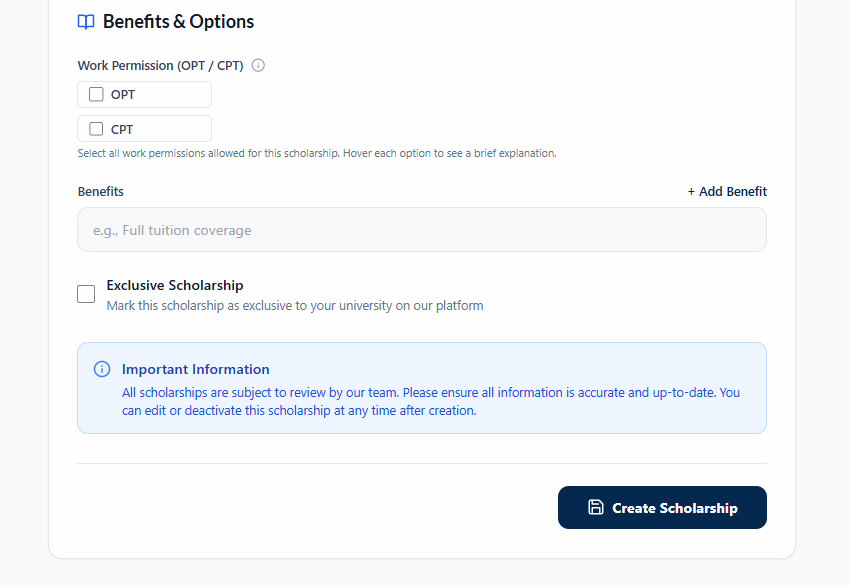 Benefits & Options
Work Permission (OPT / CPT)
OPT
CPT
Select all work permissions allowed for this scholarship. Hover each option to see a brief explanation.
Benefits
+ Add Benefit
e.g., Full tuition coverage
Exclusive Scholarship
Mark this scholarship as exclusive to your university on our platform
Important Information
All scholarships are subject to review by our team. Please ensure all information is accurate and up-to-date. You
can edit or deactivate this scholarship at any time after creation.
Create Scholarship